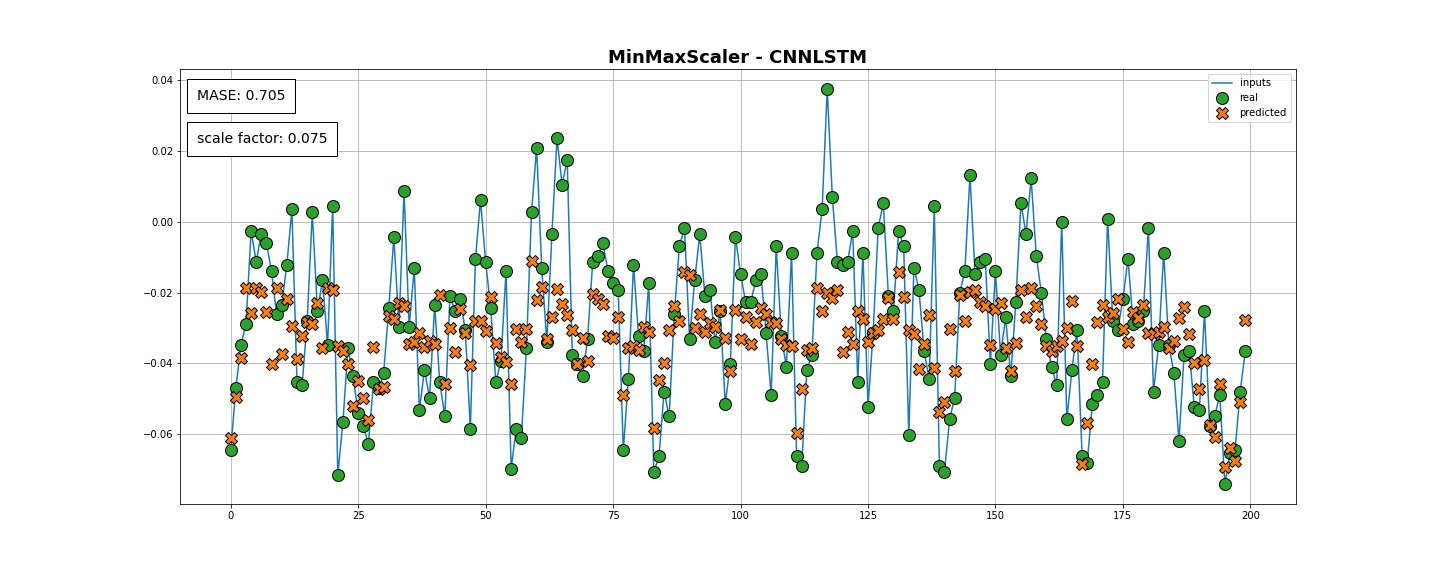 MinMaxScaler - CNNLSTM
MASE: 0.705
scale factor: 0.075
inputs
real
predicted
0.04
0.02
0.00
−0.02
−0.04
−0.06
0 25 50 75 100 125 150 175 200